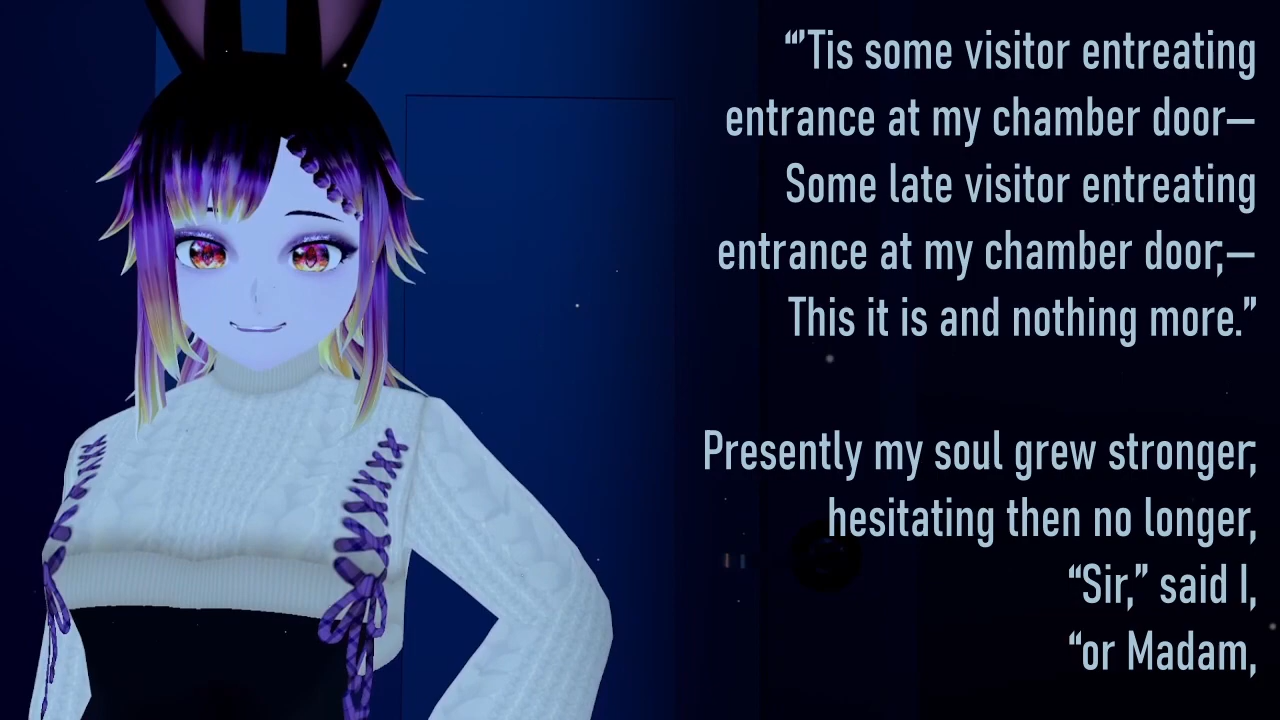 “’Tis some visitor entreating
entrance at my chamber door—
Some late visitor entreating
entrance at my chamber door;—
This it is and nothing more.”
Presently my soul grew stronger;
hesitating then no longer,
“Sir,” said I,
“or Madam,